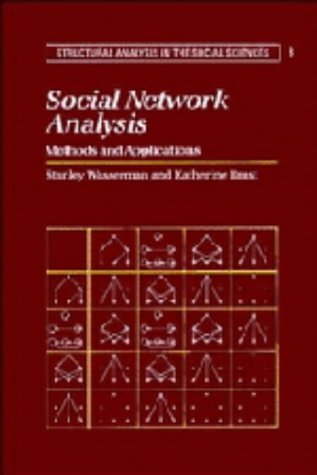 STRUCTURAL ANALYSIS IN THE SOCIAL SCIENCES 8
Social Network
Analysis
Methods and Applications
Stanley Wasserman and Katherine Faust